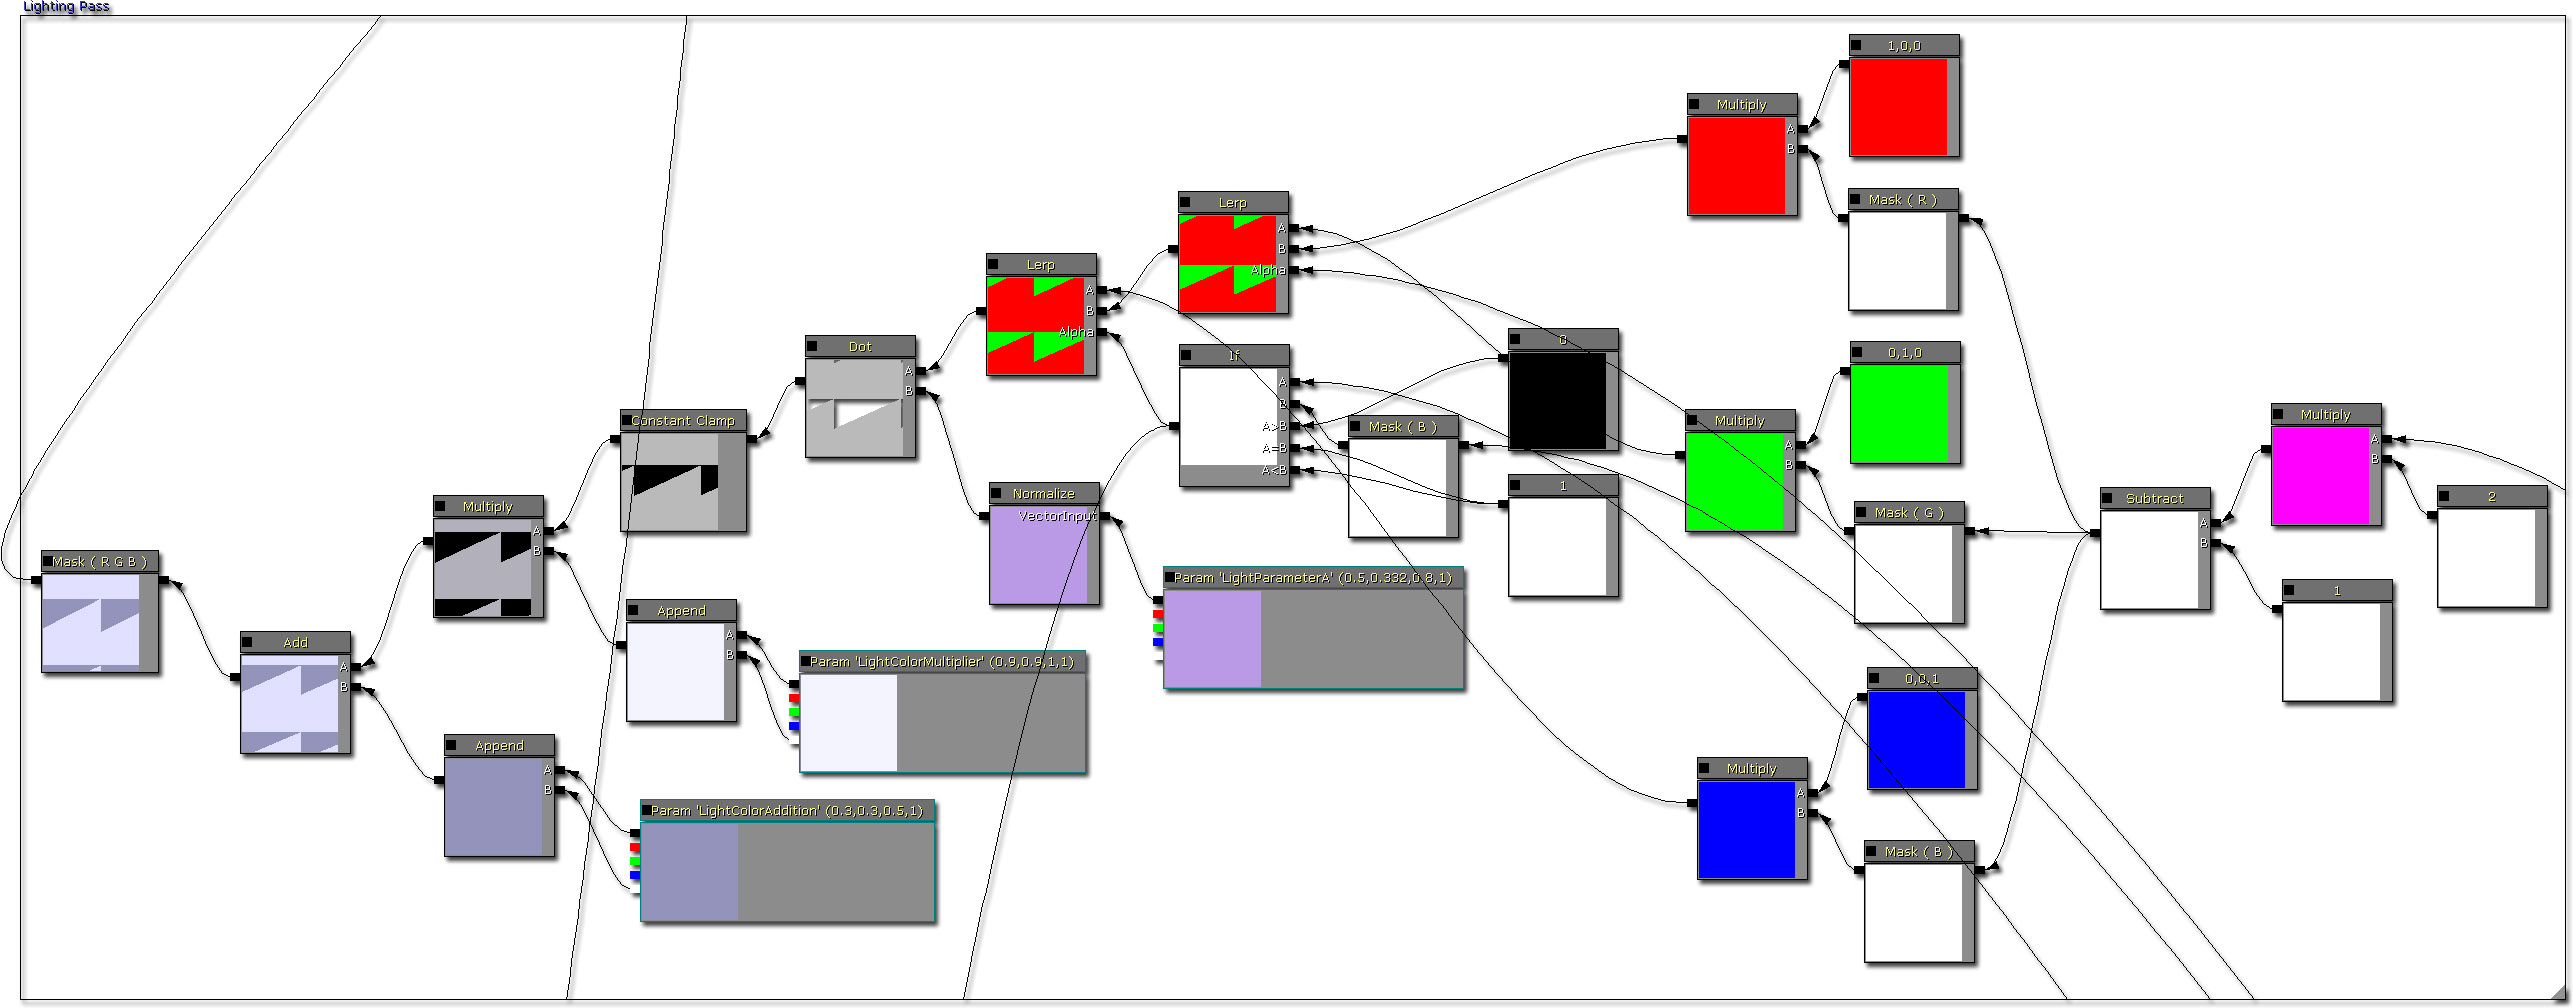 Lighting Pass
1,0,0
Multiply
A
B
Mask ( R )
Lerp
A
B
Alpha
Lerp
A
B
Alpha
0
0,1,0
Dot
A
B
If
A
B
A>B
A=B
A<B
Mask ( B )
Multiply
A
B
Multiply
A
B
Constant Clamp
1
2
Normalize
VectorInput
Subtract
A
B
Multiply
A
B
Mask ( G )
Mask ( R G B )
Param 'LightParameterA' (0.5,0.332,0.8,1)
1
Append
A
B
Add
A
B
Param 'LightColorMultiplier' (0.9,0.9,1,1)
0,0,1
Append
A
B
Multiply
A
B
Param 'LightColorAddition' (0.3,0.3,0.5,1)
Mask ( B )